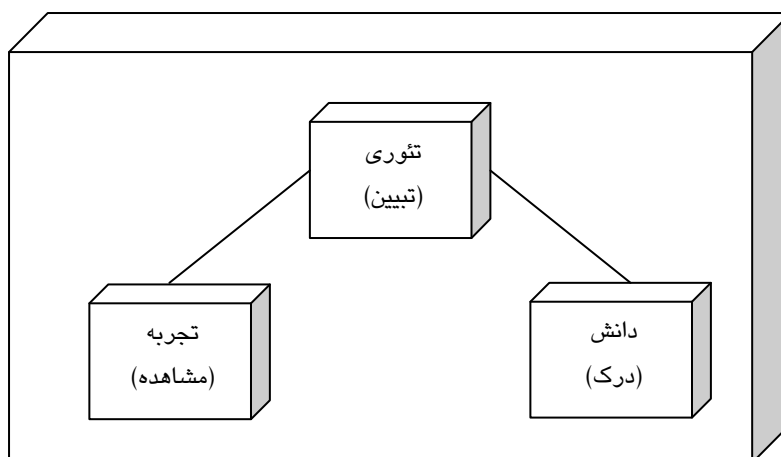 تئوری
(تبیین)
دانش
(درک)
تجربه
(مشاهده)